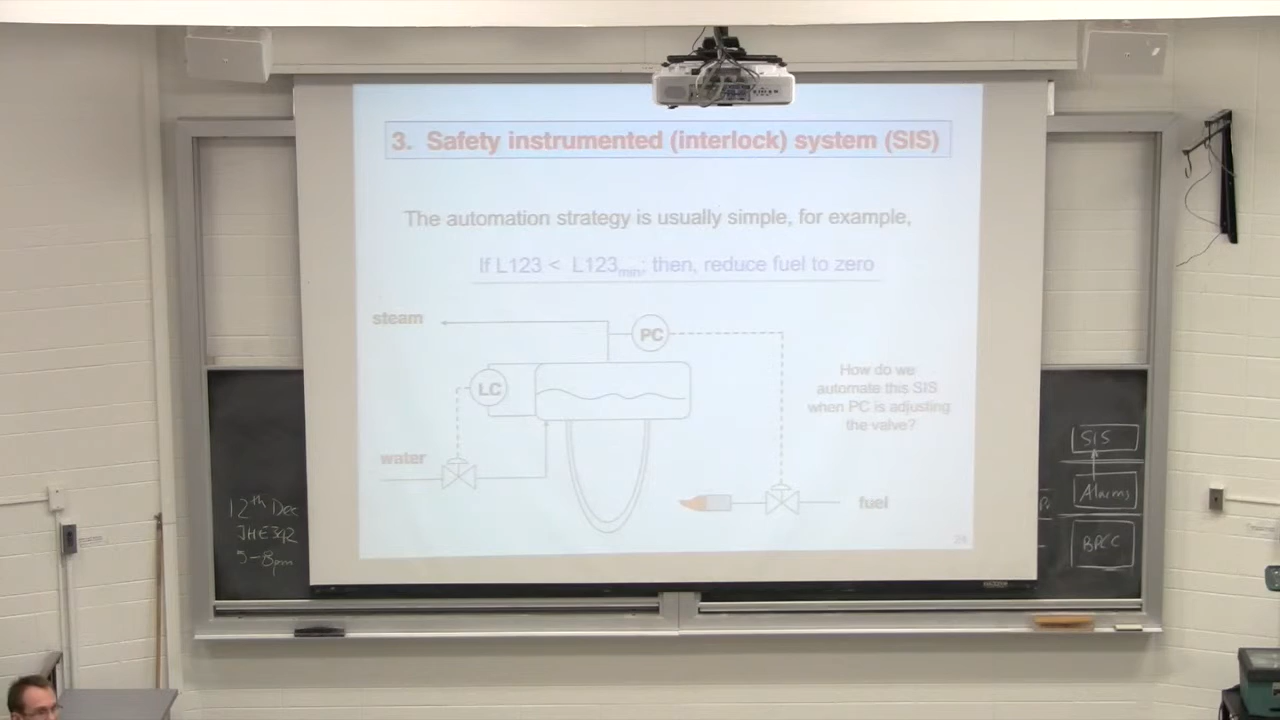 3. Safety instrumented (interlock) system (SIS)
The automation strategy is usually simple, for example,
If L123 < L123min; then, reduce fuel to zero
steam
PC
LC
How do we
automate this SIS
when PC is adjusting
the valve?
water
fuel
12th Dec
JHE342
5-8pm
SIS
Alarms
BPCC